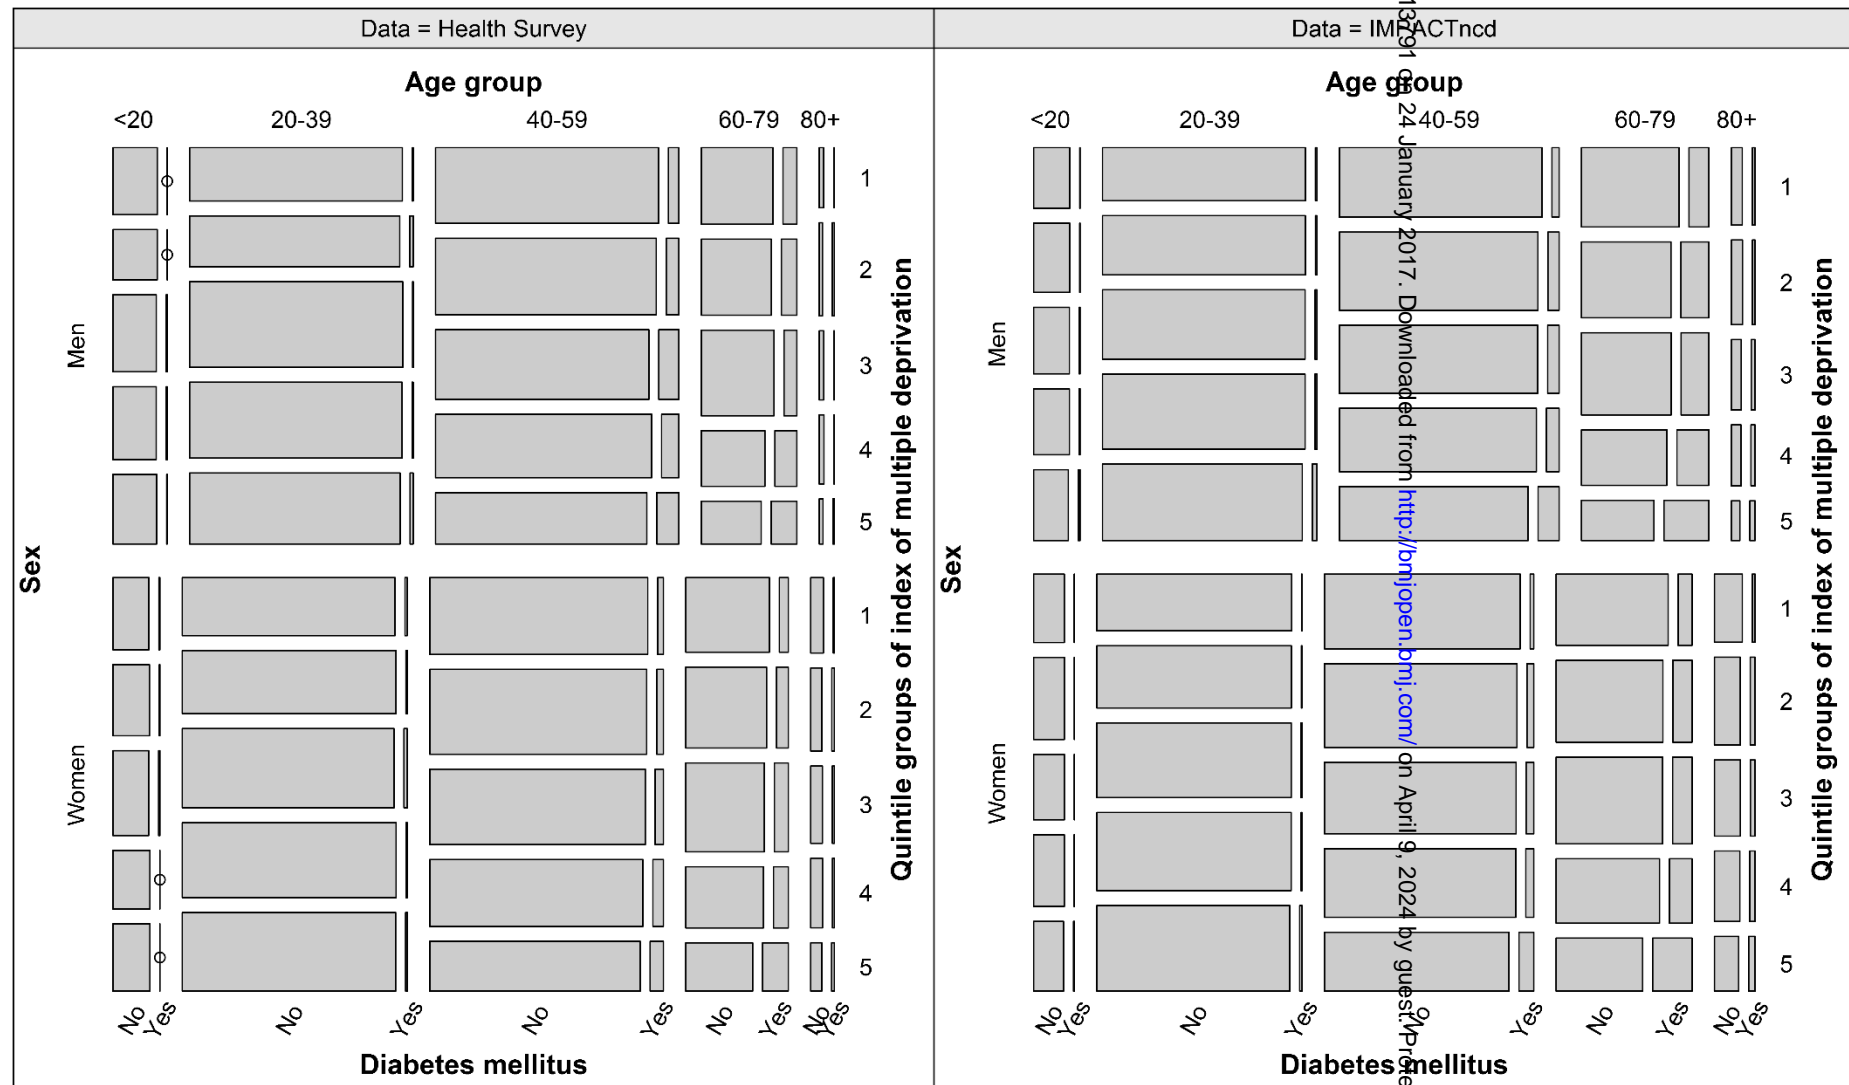 Data = Health Survey
Age group
<20 20-39 40-59 60-79 80+
Men
Women
Sex
1
2
3
4
5
1
2
3
4
5
Quintile groups of index of multiple deprivation
No Yes No Yes No Yes No Yes No Yes
Diabetes mellitus
Data = IMPACTncd
Age group
<20 20-39 40-59 60-79 80+
Men
Women
Sex
1
2
3
4
5
1
2
3
4
5
Quintile groups of index of multiple deprivation
No Yes No Yes No Yes No Yes No Yes
Diabetes mellitus
13791 on 24 January 2017. Downloaded from http://bmjopen.bmj.com/ on April 9, 2024 by guest. Prote